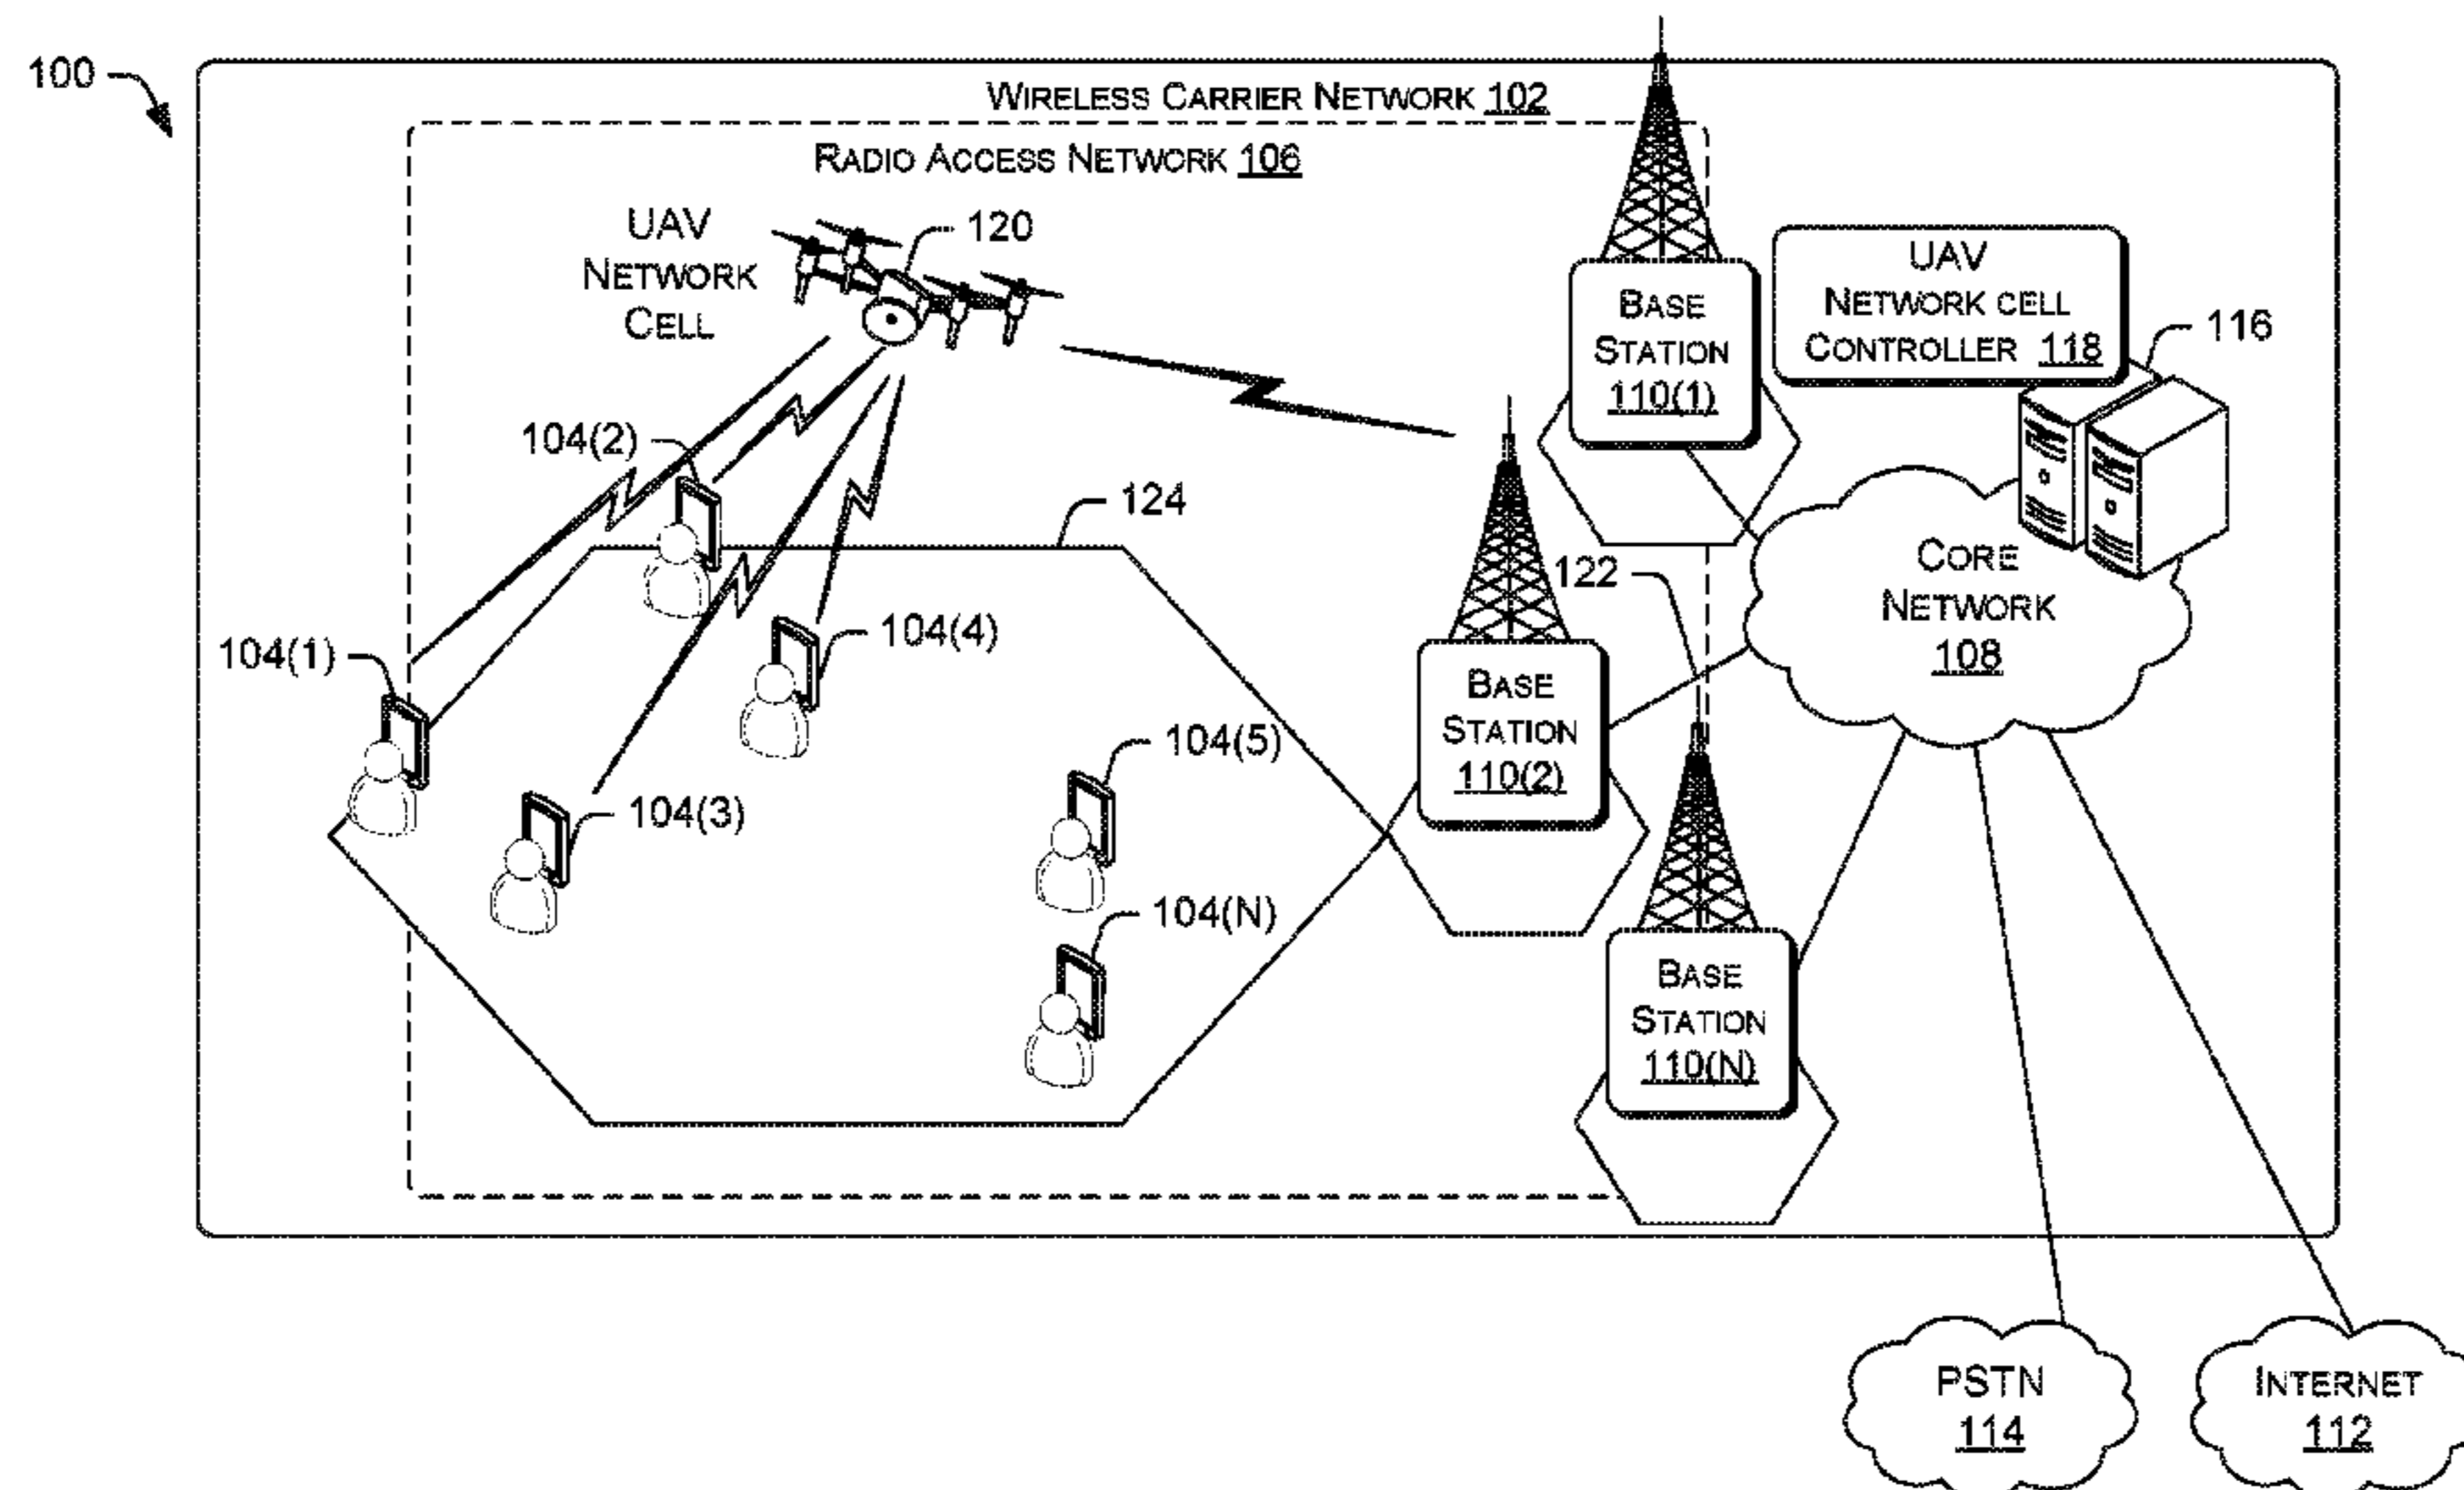 100
WIRELESS CARRIER NETWORK 102
RADIO ACCESS NETWORK 106
UAV
NETWORK
CELL
120
BASE
STATION
110(1)
UAV
NETWORK CELL
CONTROLLER 118
116
104(2)
124
122
CORE
NETWORK
108
104(1)
104(4)
BASE
STATION
110(2)
104(5)
104(3)
104(N)
BASE
STATION
110(N)
PSTN
114
INTERNET
112